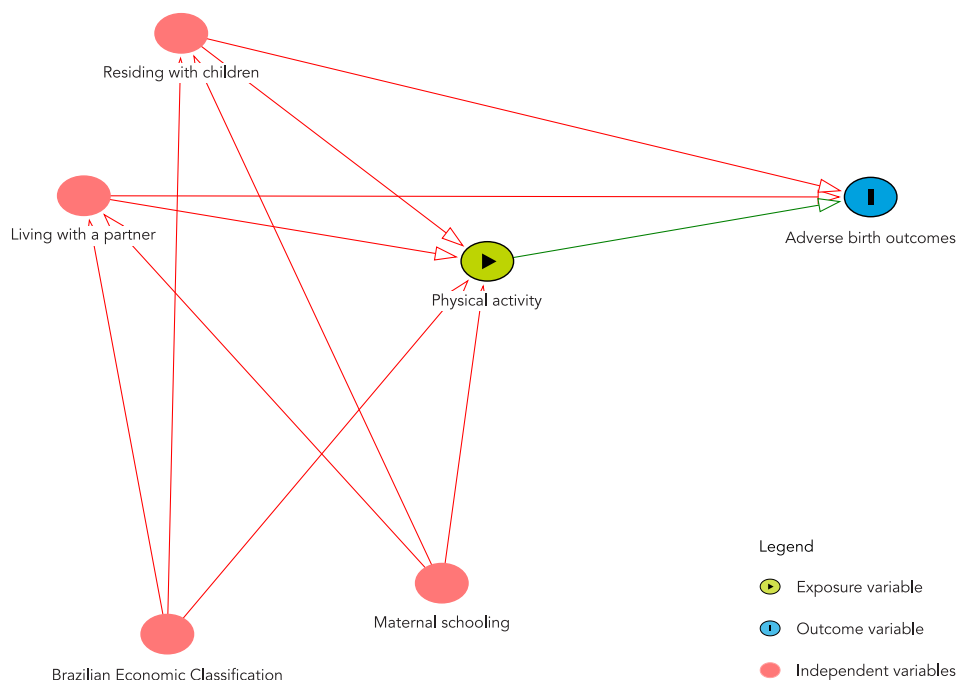 Residing with children
Living with a partner
Adverse birth outcomes
Physical activity
Maternal schooling
Brazilian Economic Classification
Legend
Exposure variable
Outcome variable
Independent variables